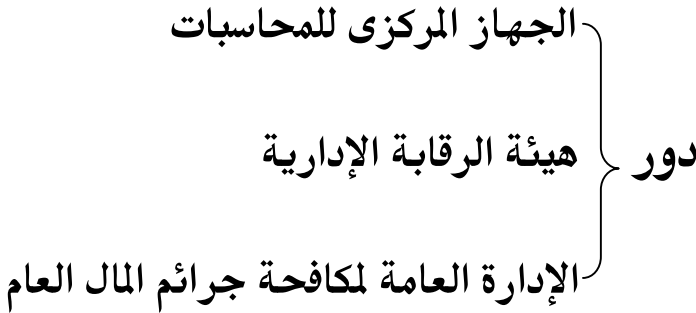 الجهاز المركزى للمحاسبات
دور هيئة الرقابة الإدارية
الإدارة العامة لمكافحة جرائم المال العام